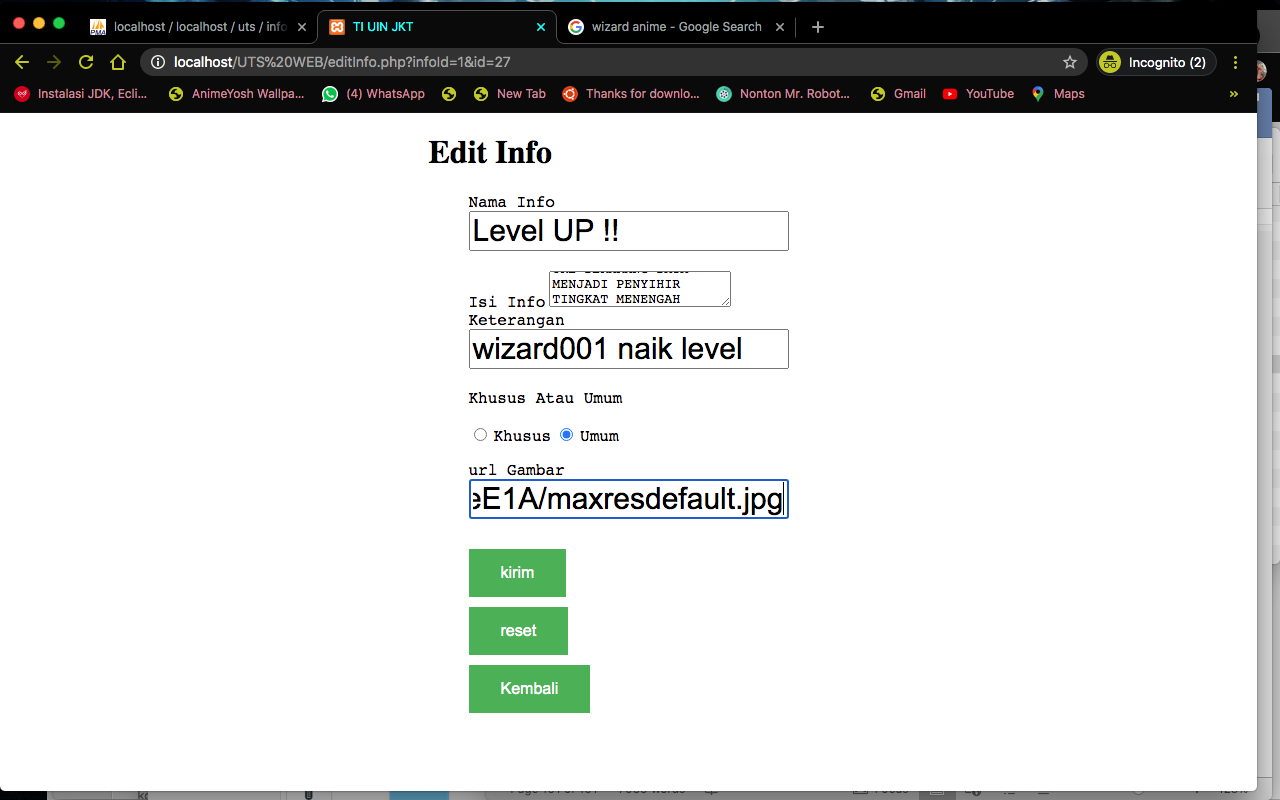 localhost / localhost / uts / info
TI UIN JKT
wizard anime - Google Search
localhost/UTS%20WEB/editInfo.php?infoId=1&id=27
Incognito (2)
Instalasi JDK, Ecli...
AnimeYosh Wallpa...
(4) WhatsApp
New Tab
Thanks for downlo...
Nonton Mr. Robot...
Gmail
YouTube
Maps
Edit Info
Nama Info
Level UP !!
MENJADI PENYIHIR
TINGKAT MENENGAH
Isi Info
Keterangan
wizard001 naik level
Khusus Atau Umum
Khusus
Umum
url Gambar
E1A/maxresdefault.jpg
kirim
reset
Kembali